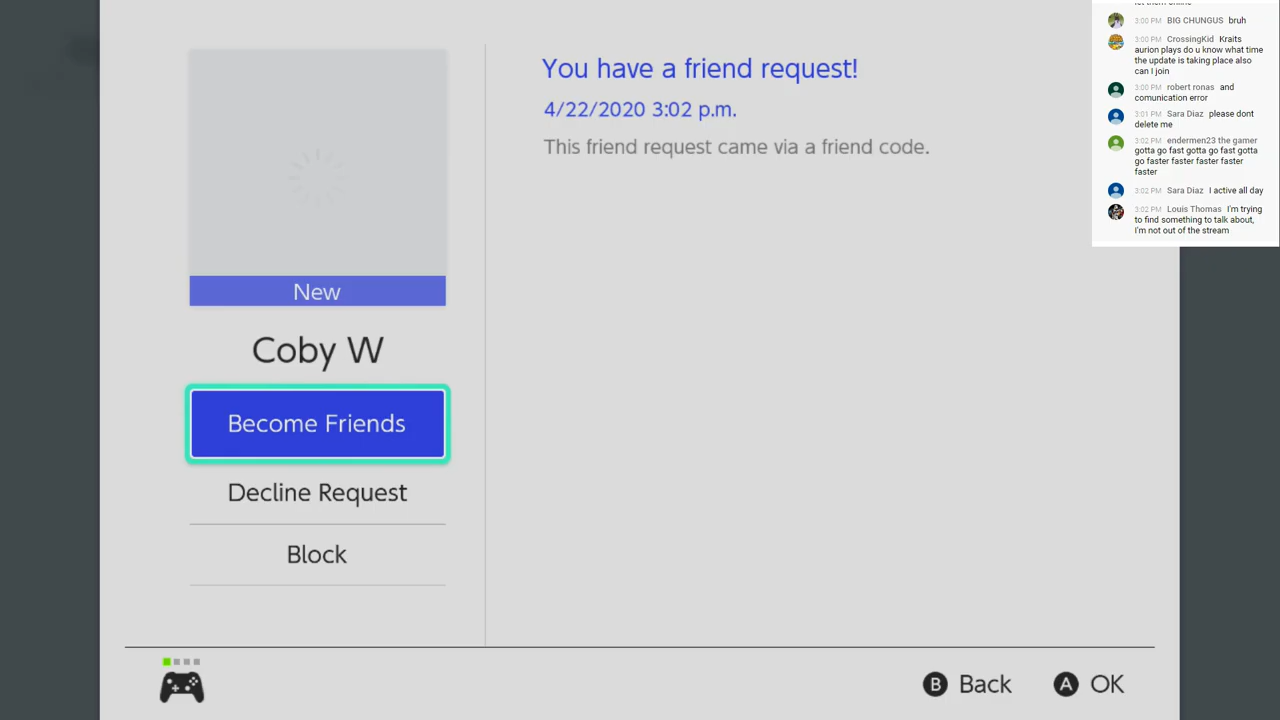 You have a friend request!
4/22/2020 3:02 p.m.
This friend request came via a friend code.
New
Coby W
Become Friends
Decline Request
Block
B Back
A OK
let them online
3:00 PM BIG CHUNGUS bruh
3:00 PM CrossingKid Kraits
aurion plays do u know what time
the update is taking place also
can I join
3:00 PM robert ronas and
comunication error
3:01 PM Sara Diaz please dont
delete me
3:02 PM endermen23 the gamer
gotta go fast gotta go fast gotta
go faster faster faster faster
faster
3:02 PM Sara Diaz I active all day
3:02 PM Louis Thomas I'm trying
to find something to talk about,
I'm not out of the stream